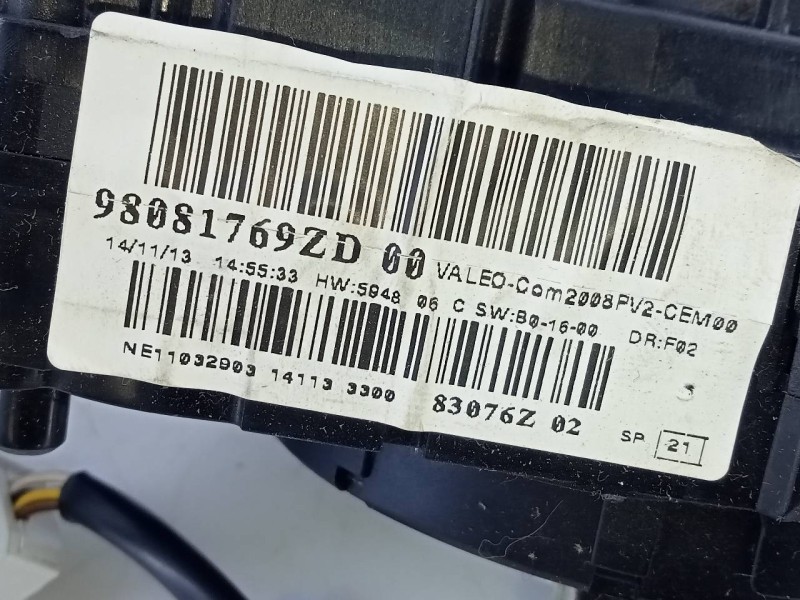 98081769ZD 00 VALEO-Com2008PV2-CEM00
14/11/13 14:55:33 HW:5948 06 C SW:B0-16-00 DR:F02
NE11032903 14113 3300 83076Z 02 SP 21